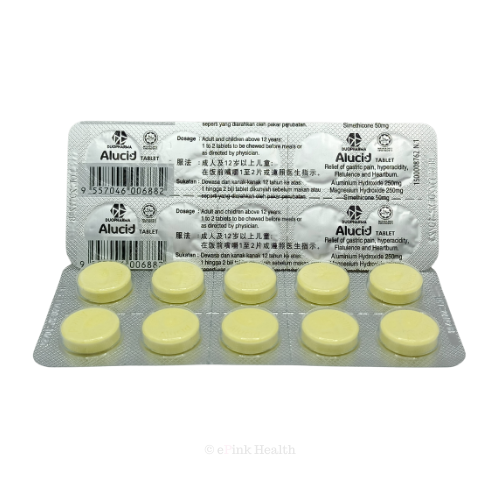 seperti yang diarahkan oleh pakar perubatan.
Simethicone 50mg
DUOPHARMA
Alucid TABLET
9 557046 006882
Dosage : Adult and children above 12 years:
1 to 2 tablets to be chewed before meals or
as directed by physician.
服法 : 成人及12岁以上儿童:
在饭前嘴嚼1至2片或遵照医生指示。
Sukatan : Dewasa dan kanak kanak 12 tahun ke atas
1 hingga 2 biji tablet dikunyah sebelum makan atau
seperti yang diarahkan oleh pakar perubatan.
DUOPHARMA
Alucid TABLET
Relief of gastric pain, hyperacidity,
Flatulence and Heartburn.
Aluminium Hydroxide 250mg
Magnesium Hydroxide 250mg
Simethicone 50mg
DUOPHARMA
Alucid TABLET
Dosage : Adult and children above 12 years:
1 to 2 tablets to be chewed before meals or
as directed by physician.
服法 : 成人及12岁以上儿童:
在饭前嘴嚼1至2片或遵照医生指示。
Sukatan : Dewasa dan kanak kanak 12 tahun ke atas
1 hingga 2 biji tablet dikunyah sebelum makan atau
seperti yang diarahkan oleh pakar perubatan.
DUOPHARMA
Alucid TABLET
Relief of gastric pain, hyperacidity,
Flatulence and Heartburn.
Aluminium Hydroxide 250mg
Magnesium Hydroxide 250mg
Simethicone 50mg
© ePink Health